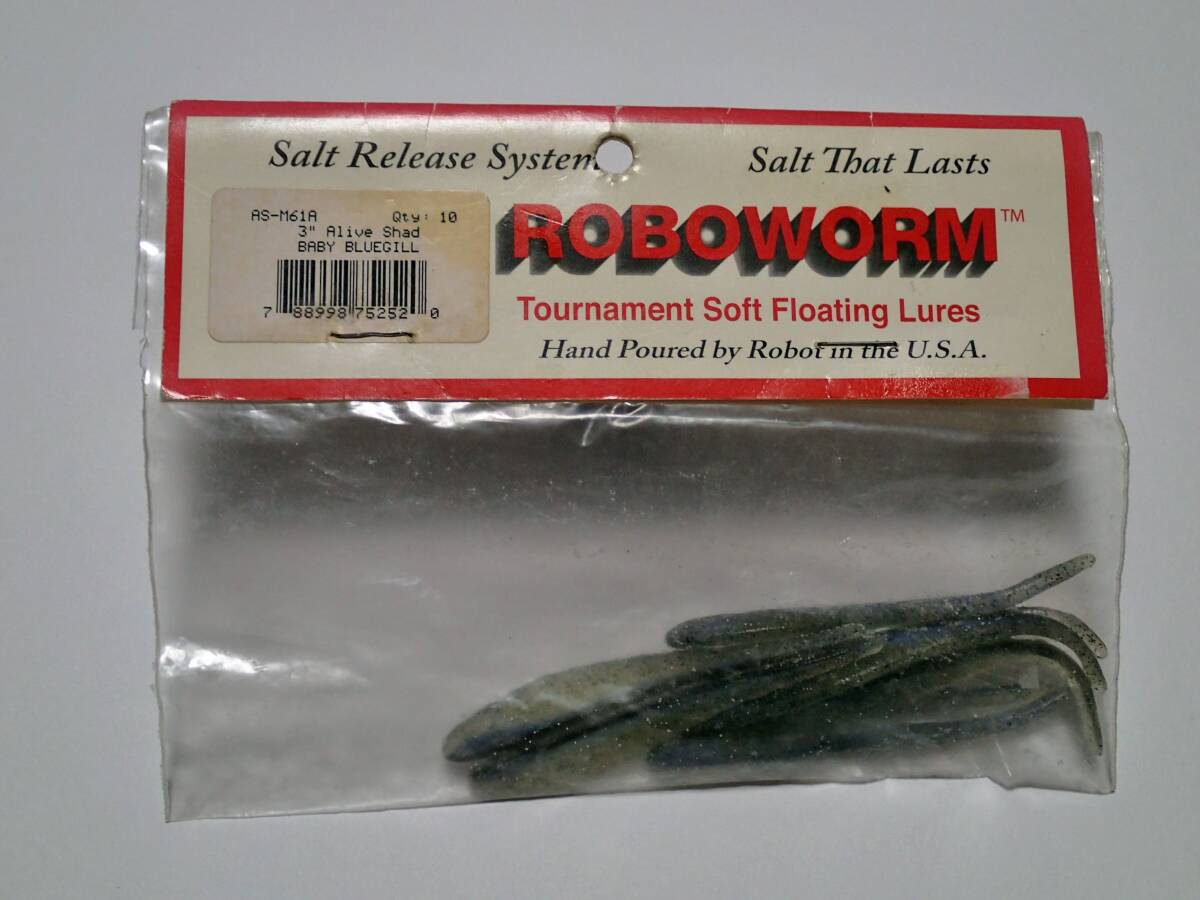 Salt Release System
Salt That Lasts
AS-M61A Qty: 10
3" Alive Shad
BABY BLUEGILL
7 88998 75252 0
ROBOWORM™
Tournament Soft Floating Lures
Hand Poured by Robot in the U.S.A.